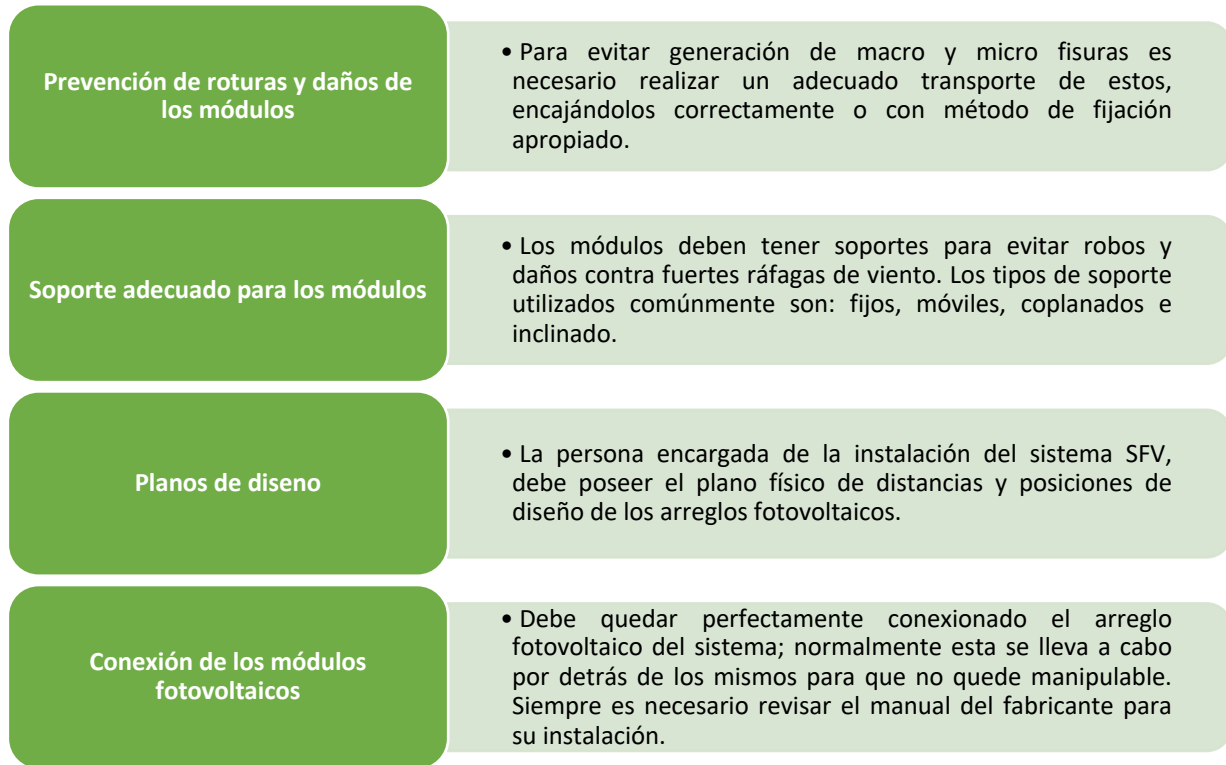 Prevención de roturas y daños de
los módulos
• Para evitar generación de macro y micro fisuras es
necesario realizar un adecuado transporte de estos,
encajándolos correctamente o con método de fijación
apropiado.
Soporte adecuado para los módulos
• Los módulos deben tener soportes para evitar robos y
daños contra fuertes ráfagas de viento. Los tipos de soporte
utilizados comúnmente son: fijos, móviles, coplanados e
inclinado.
Planos de diseno
• La persona encargada de la instalación del sistema SFV,
debe poseer el plano físico de distancias y posiciones de
diseño de los arreglos fotovoltaicos.
Conexión de los módulos
fotovoltaicos
• Debe quedar perfectamente conexionado el arreglo
fotovoltaico del sistema; normalmente esta se lleva a cabo
por detrás de los mismos para que no quede manipulable.
Siempre es necesario revisar el manual del fabricante para
su instalación.